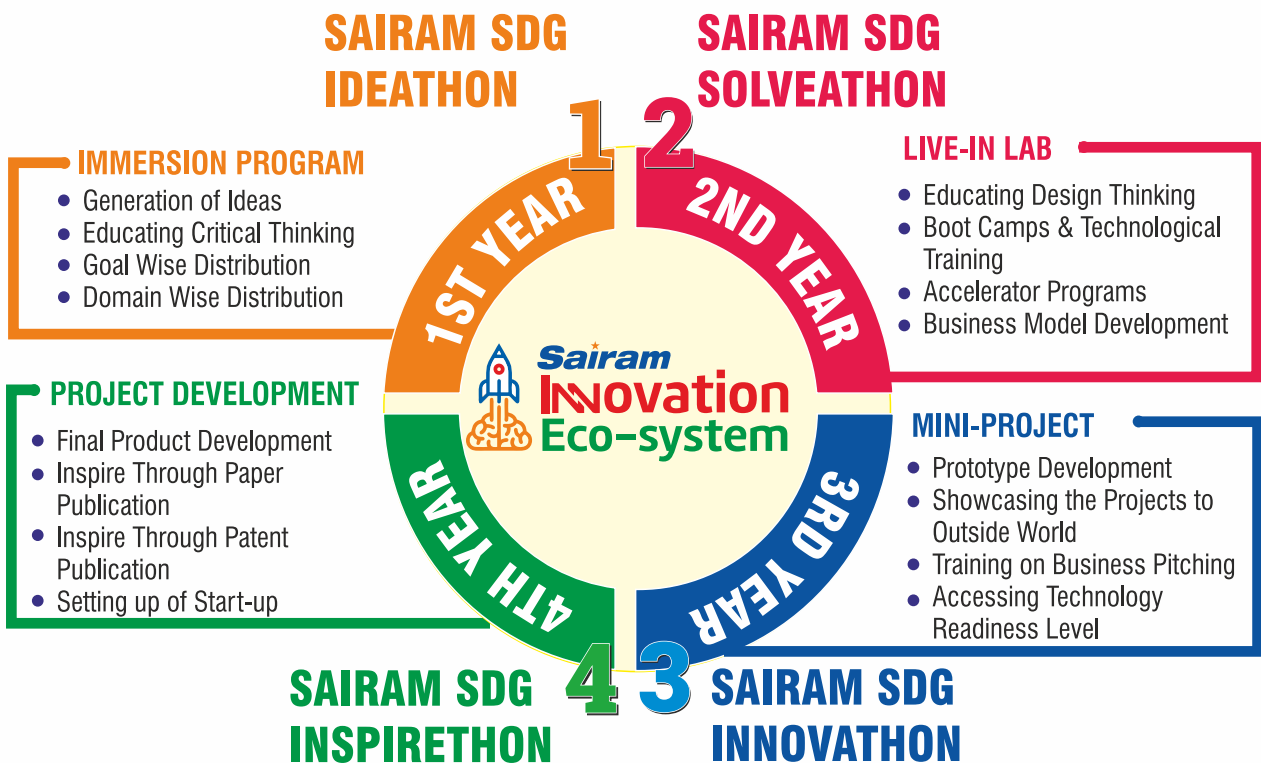 SAIRAM SDG
IDEATHON
1
IMMERSION PROGRAM
Generation of Ideas
Educating Critical Thinking
Goal Wise Distribution
Domain Wise Distribution
1ST YEAR
SAIRAM SDG
SOLVEATHON
2
LIVE-IN LAB
Educating Design Thinking
Boot Camps & Technological
Training
Accelerator Programs
Business Model Development
2ND YEAR
Sairam
Innovation
Eco-system
MINI-PROJECT
Prototype Development
Showcasing the Projects to
Outside World
Training on Business Pitching
Accessing Technology
Readiness Level
3RD YEAR
3
SAIRAM SDG
INNOVATHON
PROJECT DEVELOPMENT
Final Product Development
Inspire Through Paper
Publication
Inspire Through Patent
Publication
Setting up of Start-up
4TH YEAR
4
SAIRAM SDG
INSPIRETHON